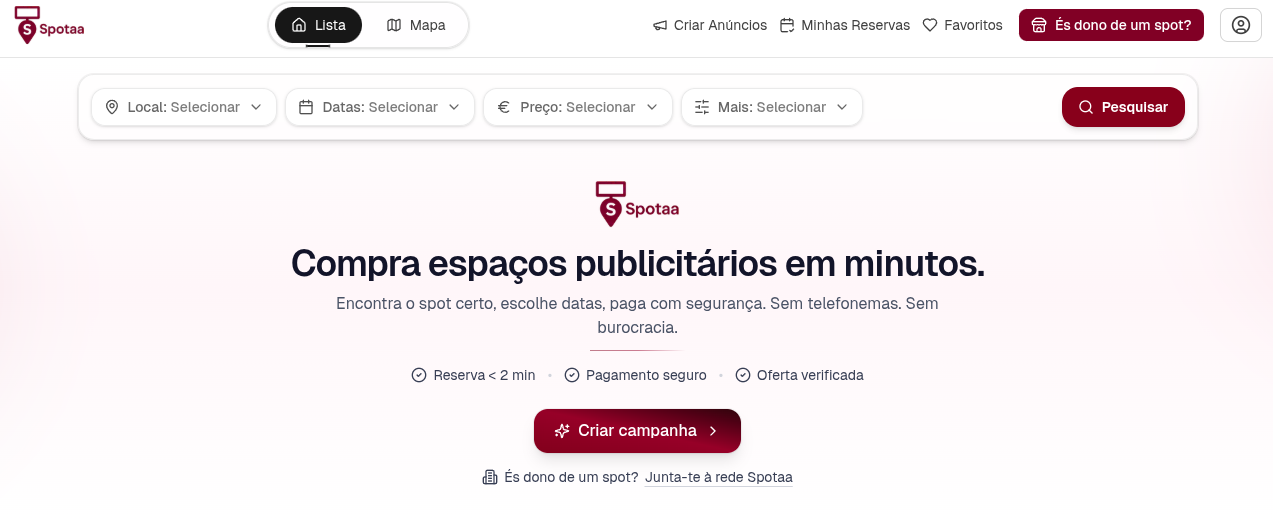 Spotaa
Lista
Mapa
Criar Anúncios
Minhas Reservas
Favoritos
És dono de um spot?
Local: Selecionar
Datas: Selecionar
Preço: Selecionar
Mais: Selecionar
Pesquisar
Spotaa
Compra espaços publicitários em minutos.
Encontra o spot certo, escolhe datas, paga com segurança. Sem telefonemas. Sem
burocracia.
Reserva < 2 min • Pagamento seguro • Oferta verificada
Criar campanha
És dono de um spot? Junta-te à rede Spotaa